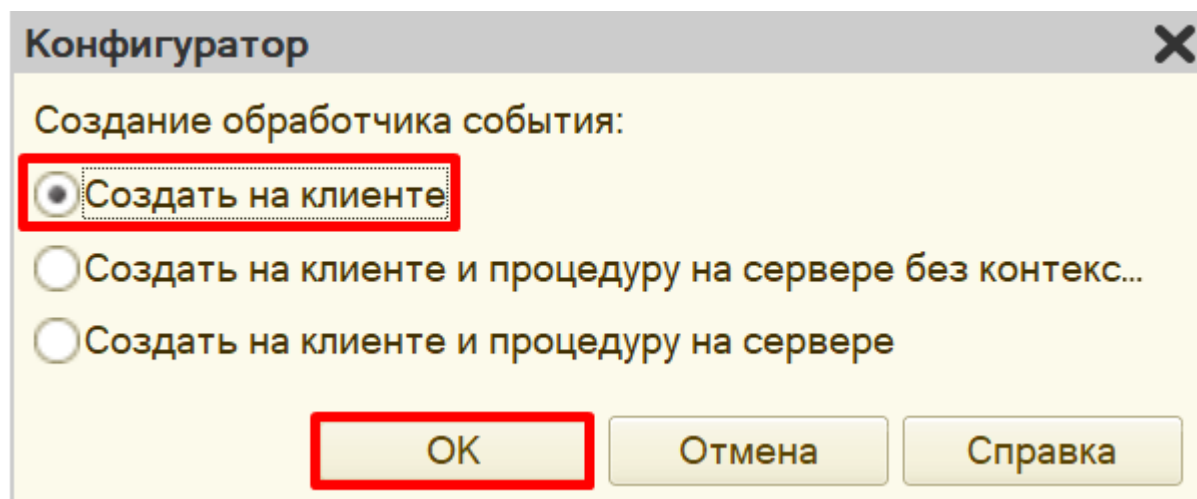 Конфигуратор
Создание обработчика события:
Создать на клиенте
Создать на клиенте и процедуру на сервере без контекс...
Создать на клиенте и процедуру на сервере
ОК Отмена Справка